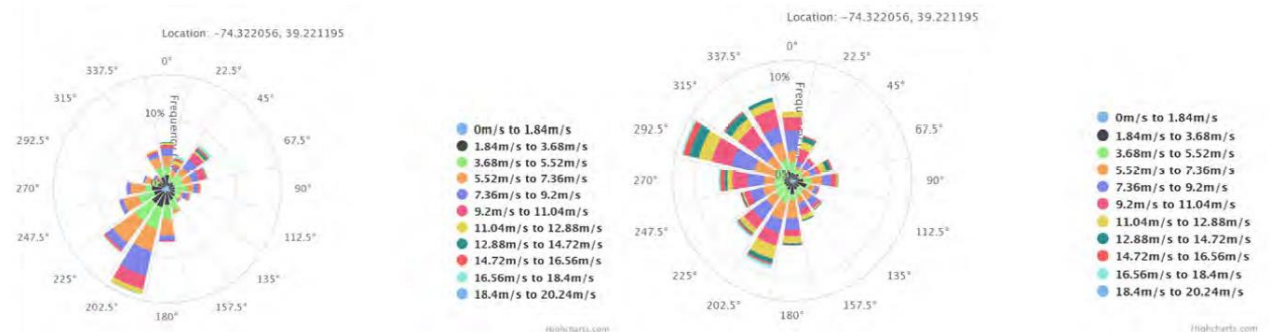 Location: -74.322056, 39.221195
0°
22.5°
45°
67.5°
90°
112.5°
135°
157.5°
180°
202.5°
225°
247.5°
270°
292.5°
315°
337.5°
10%
0%
0m/s to 1.84m/s
1.84m/s to 3.68m/s
3.68m/s to 5.52m/s
5.52m/s to 7.36m/s
7.36m/s to 9.2m/s
9.2m/s to 11.04m/s
11.04m/s to 12.88m/s
12.88m/s to 14.72m/s
14.72m/s to 16.56m/s
16.56m/s to 18.4m/s
18.4m/s to 20.24m/s
Highcharts.com
Location: -74.322056, 39.221195
0°
22.5°
45°
67.5°
90°
112.5°
135°
157.5°
180°
202.5°
225°
247.5°
270°
292.5°
315°
337.5°
10%
0%
0m/s to 1.84m/s
1.84m/s to 3.68m/s
3.68m/s to 5.52m/s
5.52m/s to 7.36m/s
7.36m/s to 9.2m/s
9.2m/s to 11.04m/s
11.04m/s to 12.88m/s
12.88m/s to 14.72m/s
14.72m/s to 16.56m/s
16.56m/s to 18.4m/s
18.4m/s to 20.24m/s
Highcharts.com